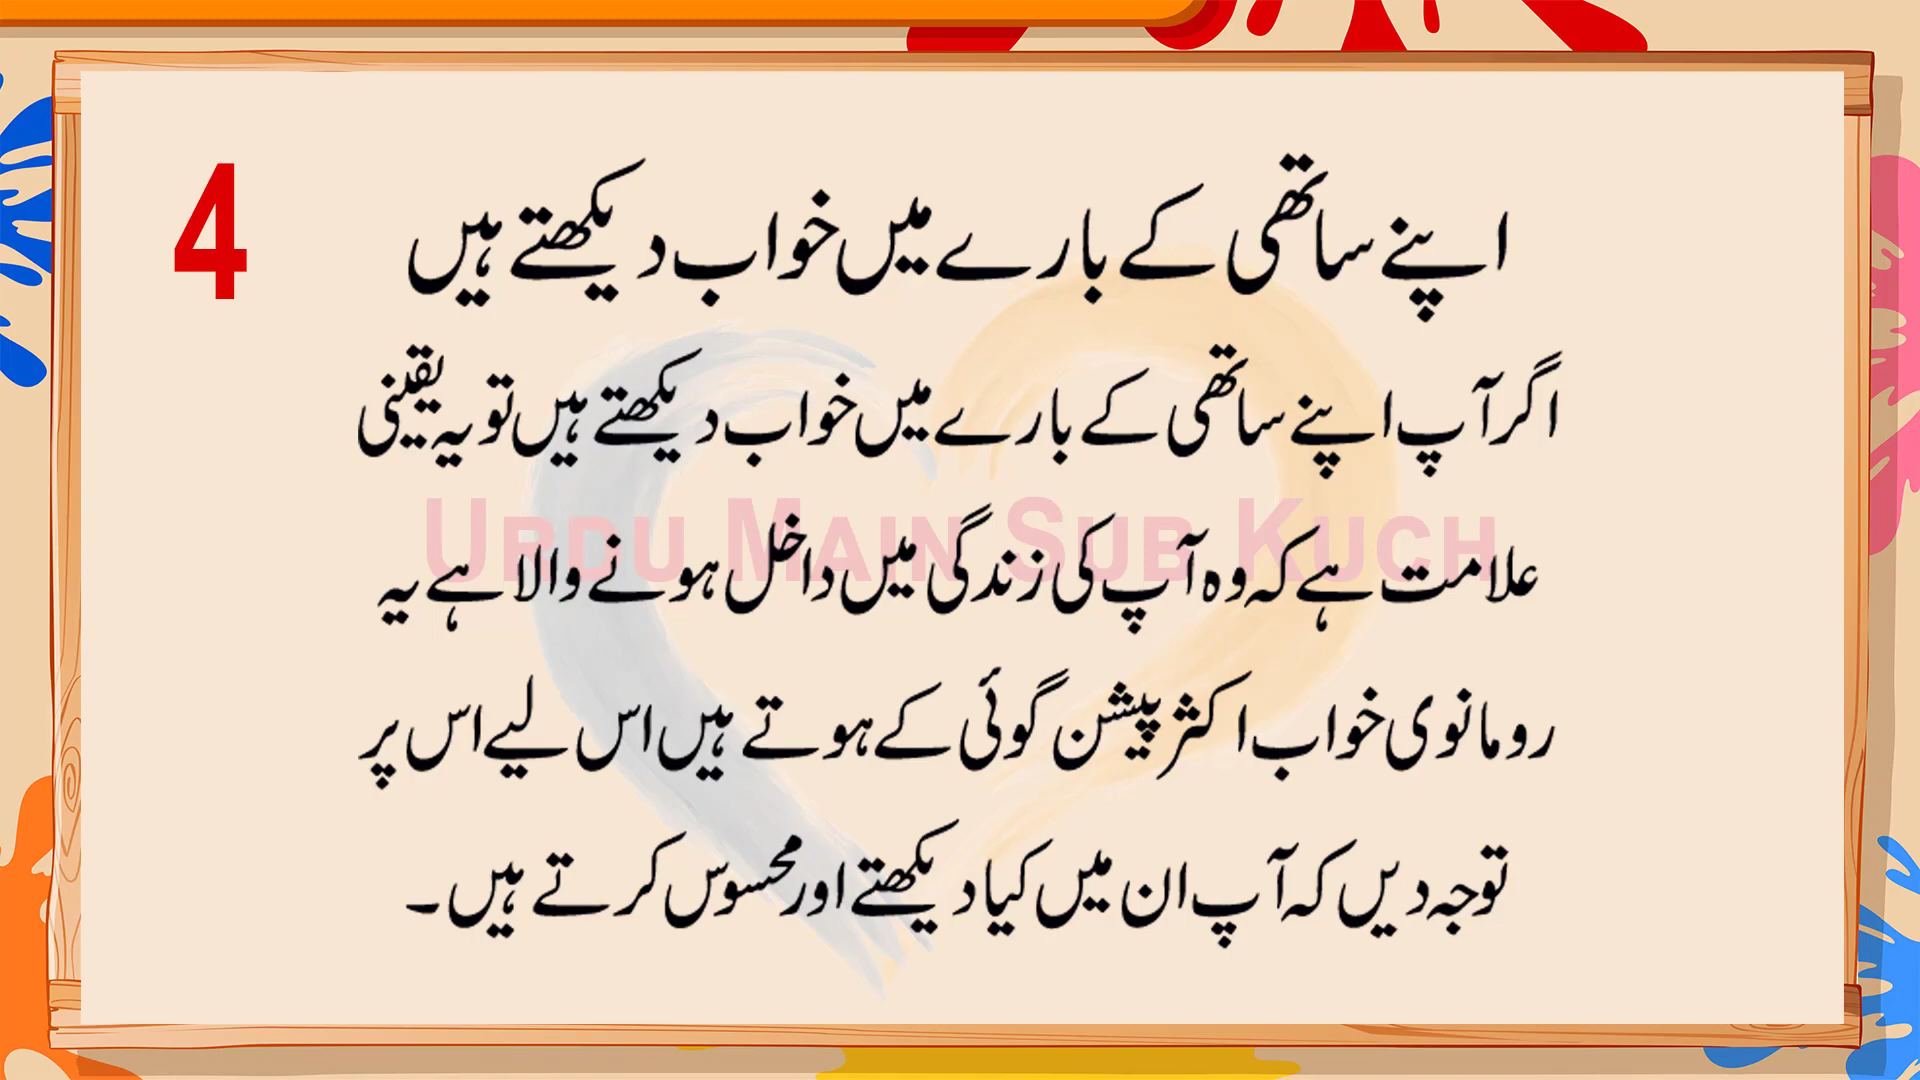 4
اپنے ساتھی کے بارے میں خواب دیکھتے ہیں
اگر آپ اپنے ساتھی کے بارے میں خواب دیکھتے ہیں تو یہ یقینی
علامت ہے کہ وہ آپ کی زندگی میں داخل ہونے والا ہے یہ
URDU MAIN SUB KUCH
رومانوی خواب اکثر پیشن گوئی کے ہوتے ہیں اس لیے اس پر
توجہ دیں کہ آپ ان میں کیا دیکھتے اور محسوس کرتے ہیں۔